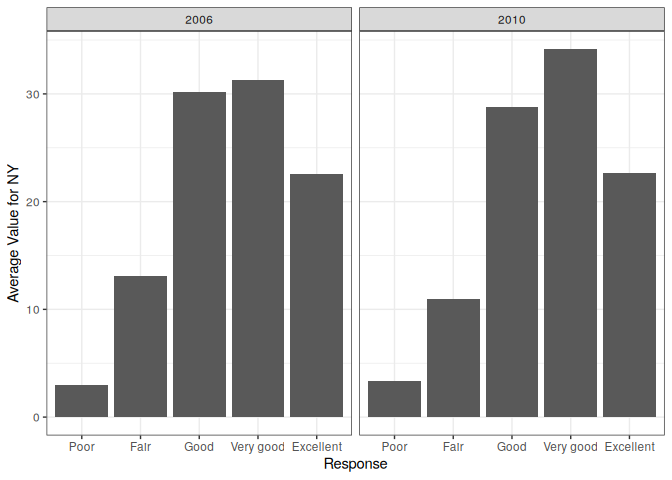 2006 2010
Average Value for NY
30
20
10
0
Poor Fair Good Very good Excellent Poor Fair Good Very good Excellent
Response